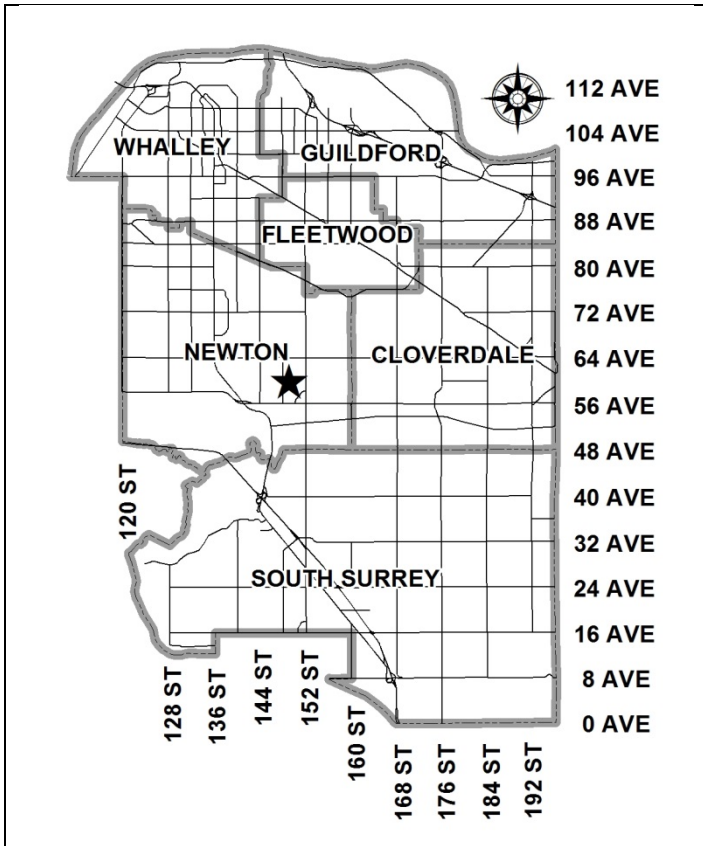 112 AVE
104 AVE
WHALLEY
GUILDFORD
96 AVE
88 AVE
FLEETWOOD
80 AVE
72 AVE
NEWTON
CLOVERDALE
64 AVE
56 AVE
48 AVE
120 ST
40 AVE
32 AVE
SOUTH SURREY
24 AVE
16 AVE
128 ST
136 ST
144 ST
152 ST
160 ST
8 AVE
0 AVE
168 ST
176 ST
184 ST
192 ST